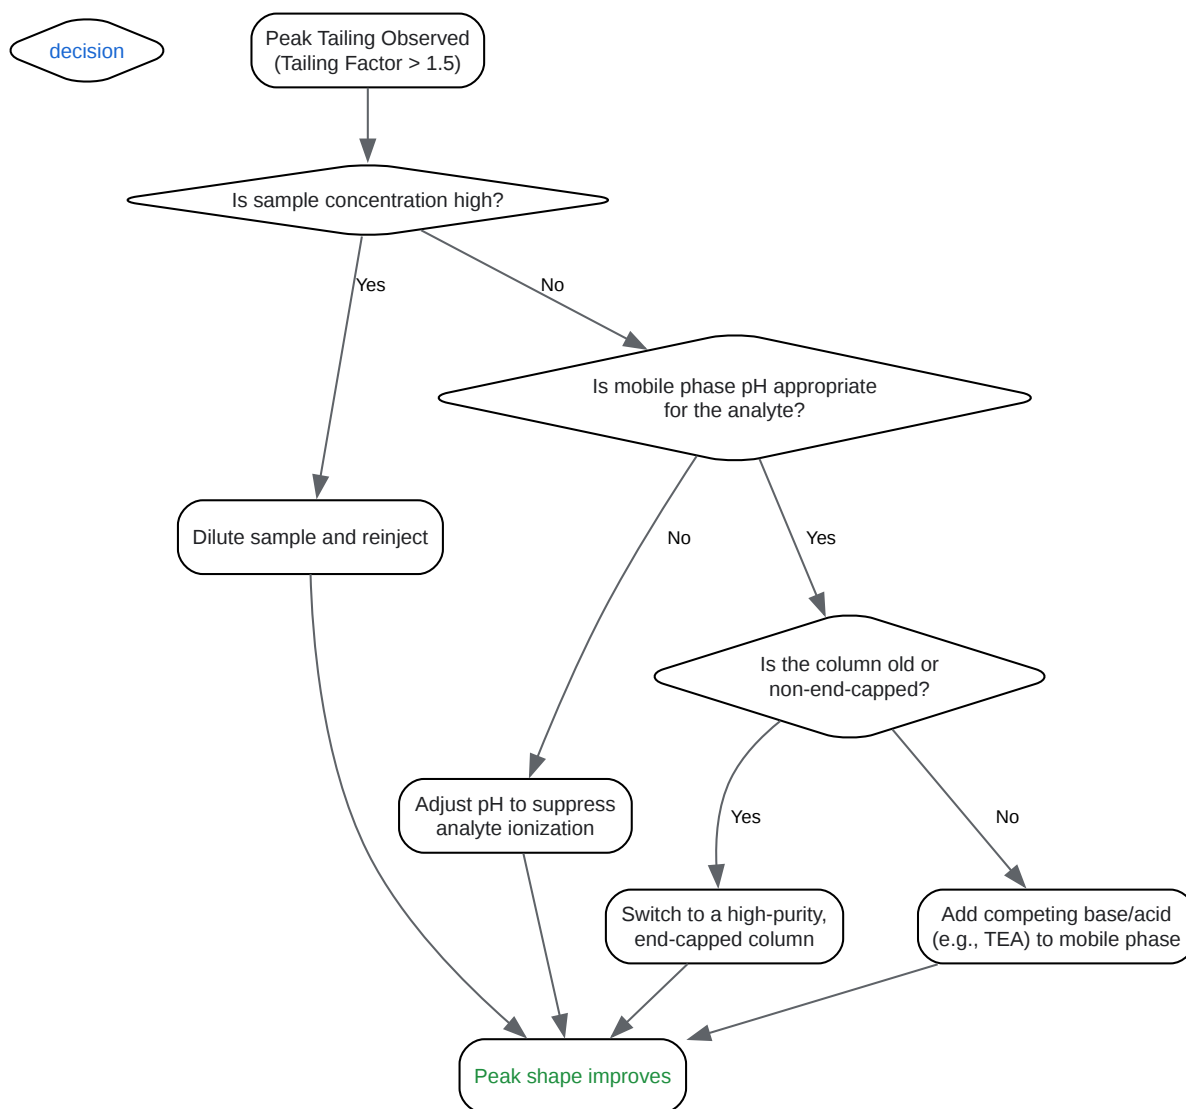 decision
Peak Tailing Observed
(Tailing Factor > 1.5)
Is sample concentration high?
Yes
No
Is mobile phase pH appropriate
for the analyte?
Dilute sample and reinject
No
Yes
Is the column old or
non-end-capped?
Adjust pH to suppress
analyte ionization
Yes
No
Switch to a high-purity,
end-capped column
Add competing base/acid
(e.g., TEA) to mobile phase
Peak shape improves